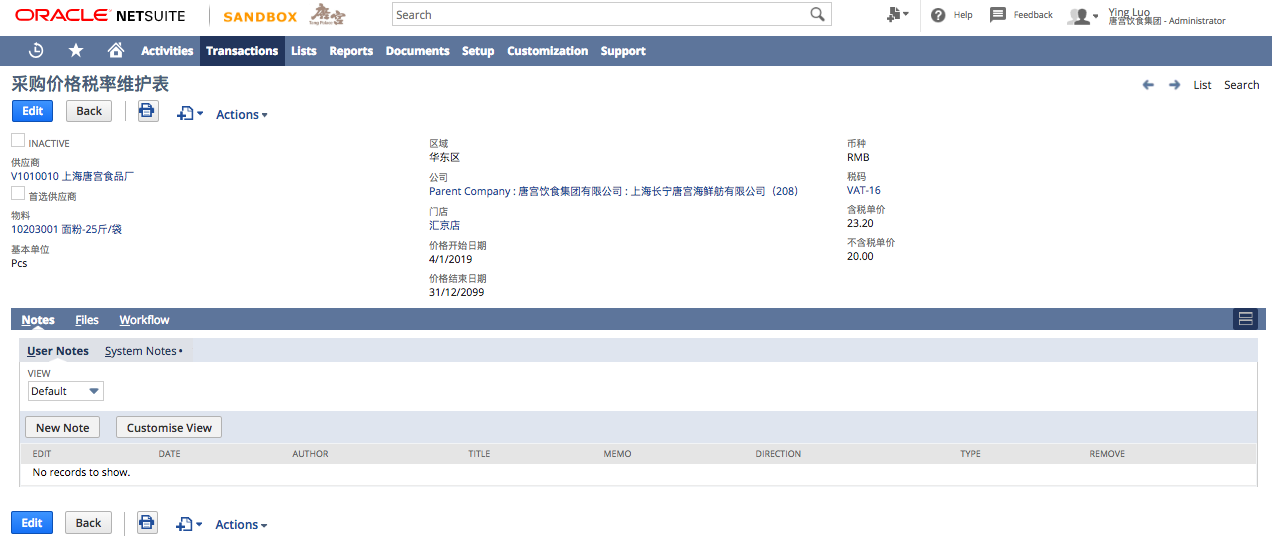 ORACLE NETSUITE SANDBOX 唐宫 Tang Palace Search Help Feedback Ying Luo
唐宫饮食集团 - Administrator
Activities Transactions Lists Reports Documents Setup Customization Support
采购价格税率维护表
List Search
Edit Back Actions
INACTIVE
供应商
V1010010 上海唐宫食品厂
首选供应商
物料
10203001 面粉-25斤/袋
基本单位
Pcs
区域
华东区
公司
Parent Company : 唐宫饮食集团有限公司 : 上海长宁唐宫海鲜舫有限公司（208）
门店
汇京店
价格开始日期
4/1/2019
价格结束日期
31/12/2099
币种
RMB
税码
VAT-16
含税单价
23.20
不含税单价
20.00
Notes Files Workflow
User Notes System Notes •
VIEW
Default
New Note Customise View
EDIT DATE AUTHOR TITLE MEMO DIRECTION TYPE REMOVE
No records to show.
Edit Back Actions